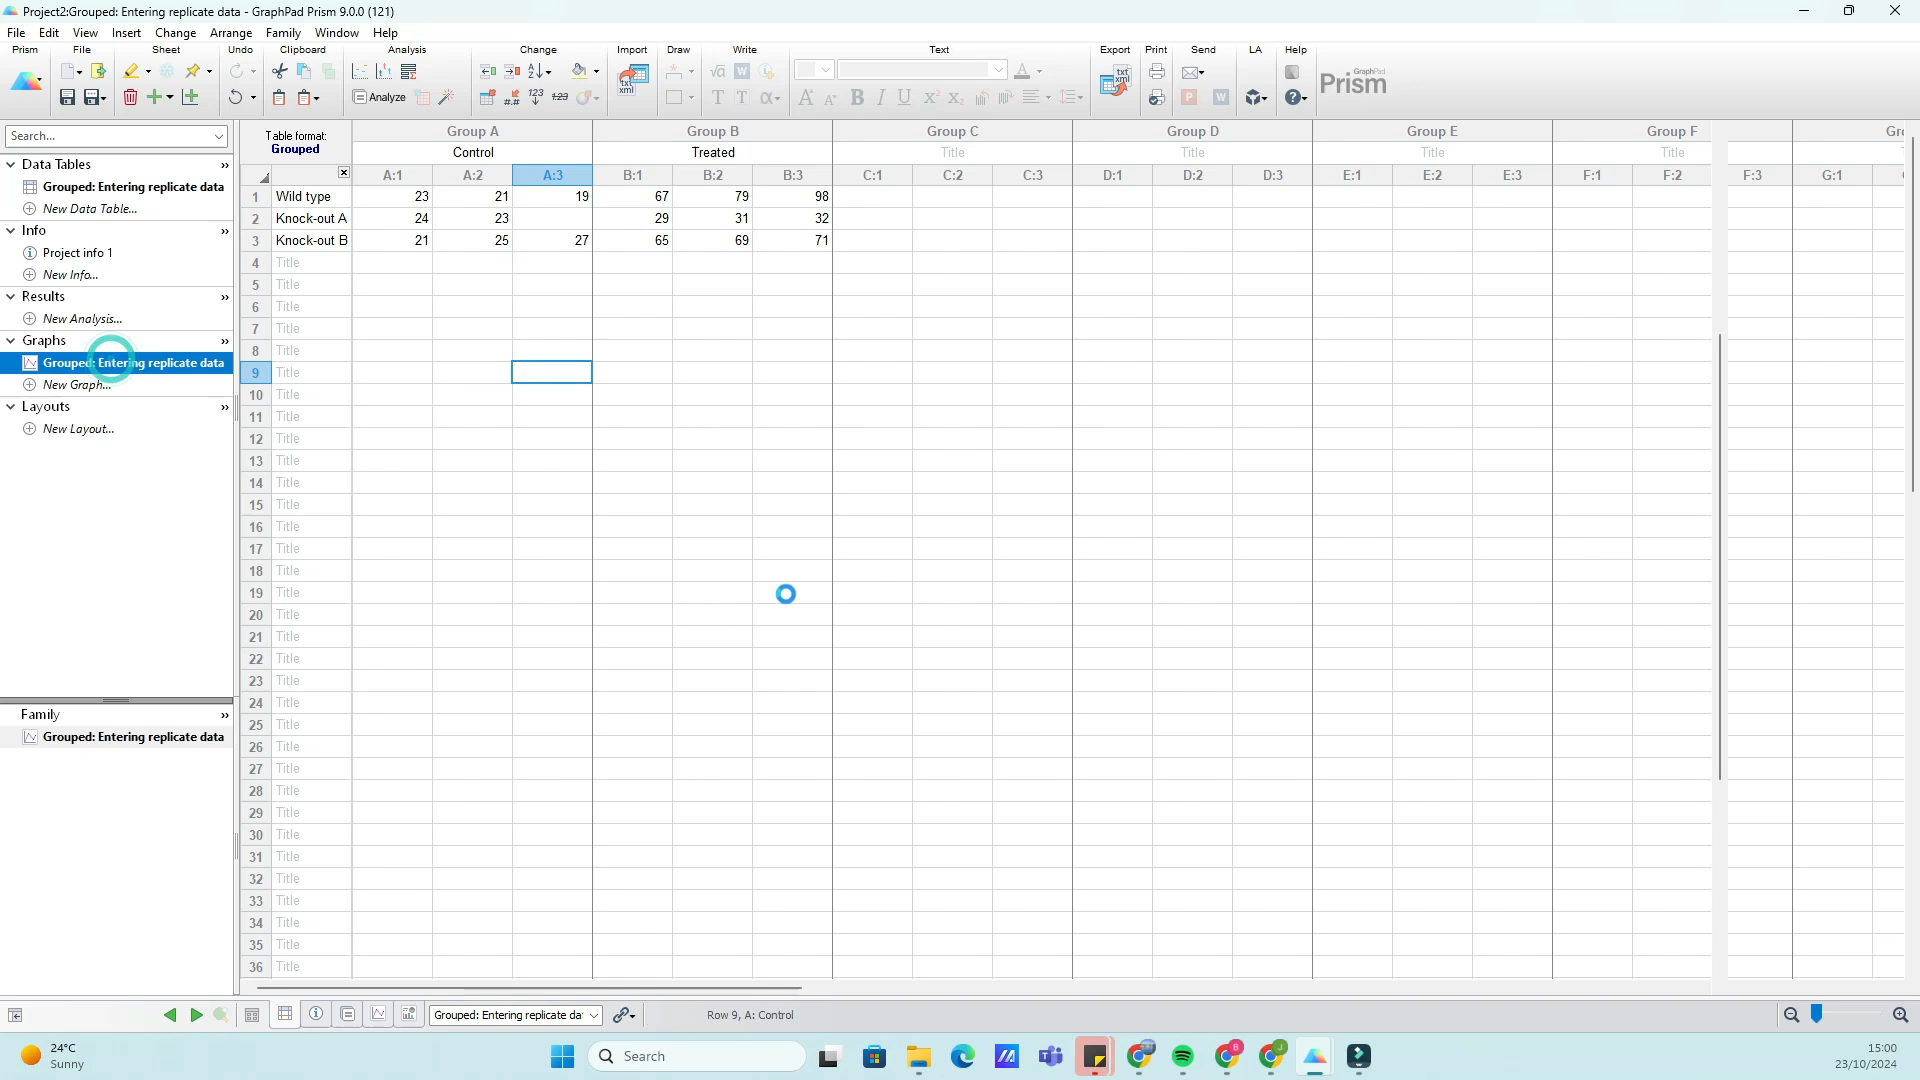 Project2:Grouped: Entering replicate data - GraphPad Prism 9.0.0 (121)
File Edit View Insert Change Arrange Family Window Help
Prism File Sheet Undo Clipboard Analysis Change Import Draw Write Text Export Print Send LA Help
Analyze
GraphPad
Prism
Search...
Data Tables
Grouped: Entering replicate data
New Data Table...
Info
Project info 1
New Info...
Results
New Analysis...
Graphs
Grouped: Entering replicate data
New Graph...
Layouts
New Layout...
Family
Grouped: Entering replicate data
Table format:
Grouped
Group A Group B Group C Group D Group E Group F
Control Treated Title Title Title Title
A:1 A:2 A:3 B:1 B:2 B:3 C:1 C:2 C:3 D:1 D:2 D:3 E:1 E:2 E:3 F:1 F:2 F:3 G:1
1 Wild type 23 21 19 67 79 98
2 Knock-out A 24 23 29 31 32
3 Knock-out B 21 25 27 65 69 71
4 Title
5 Title
6 Title
7 Title
8 Title
9 Title
10 Title
11 Title
12 Title
13 Title
14 Title
15 Title
16 Title
17 Title
18 Title
19 Title
20 Title
21 Title
22 Title
23 Title
24 Title
25 Title
26 Title
27 Title
28 Title
29 Title
30 Title
31 Title
32 Title
33 Title
34 Title
35 Title
36 Title
Grouped: Entering replicate dat
Row 9, A: Control
24°C
Sunny
Search
15:00
23/10/2024